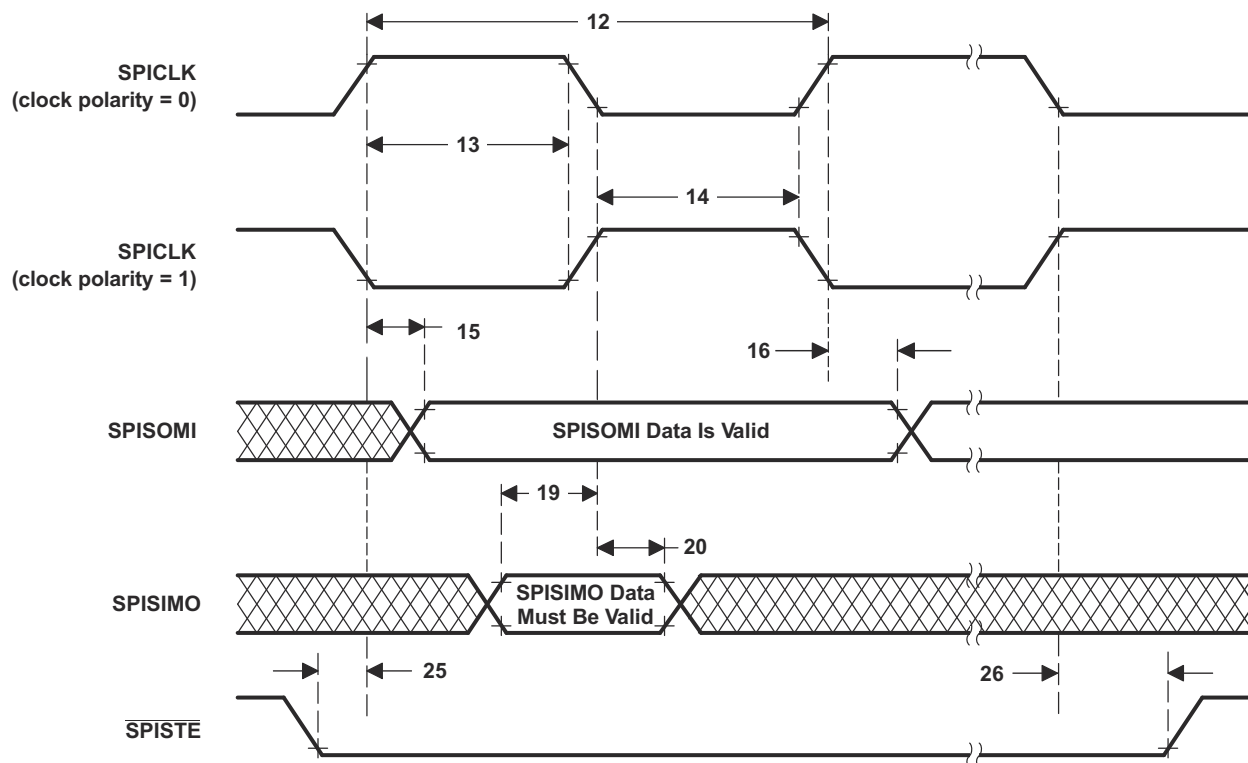 12
SPICLK
(clock polarity = 0)
13
14
SPICLK
(clock polarity = 1)
15
16
SPISOMI
SPISOMI Data Is Valid
19
20
SPISIMO
SPISIMO Data
Must Be Valid
25
26
SPISTE